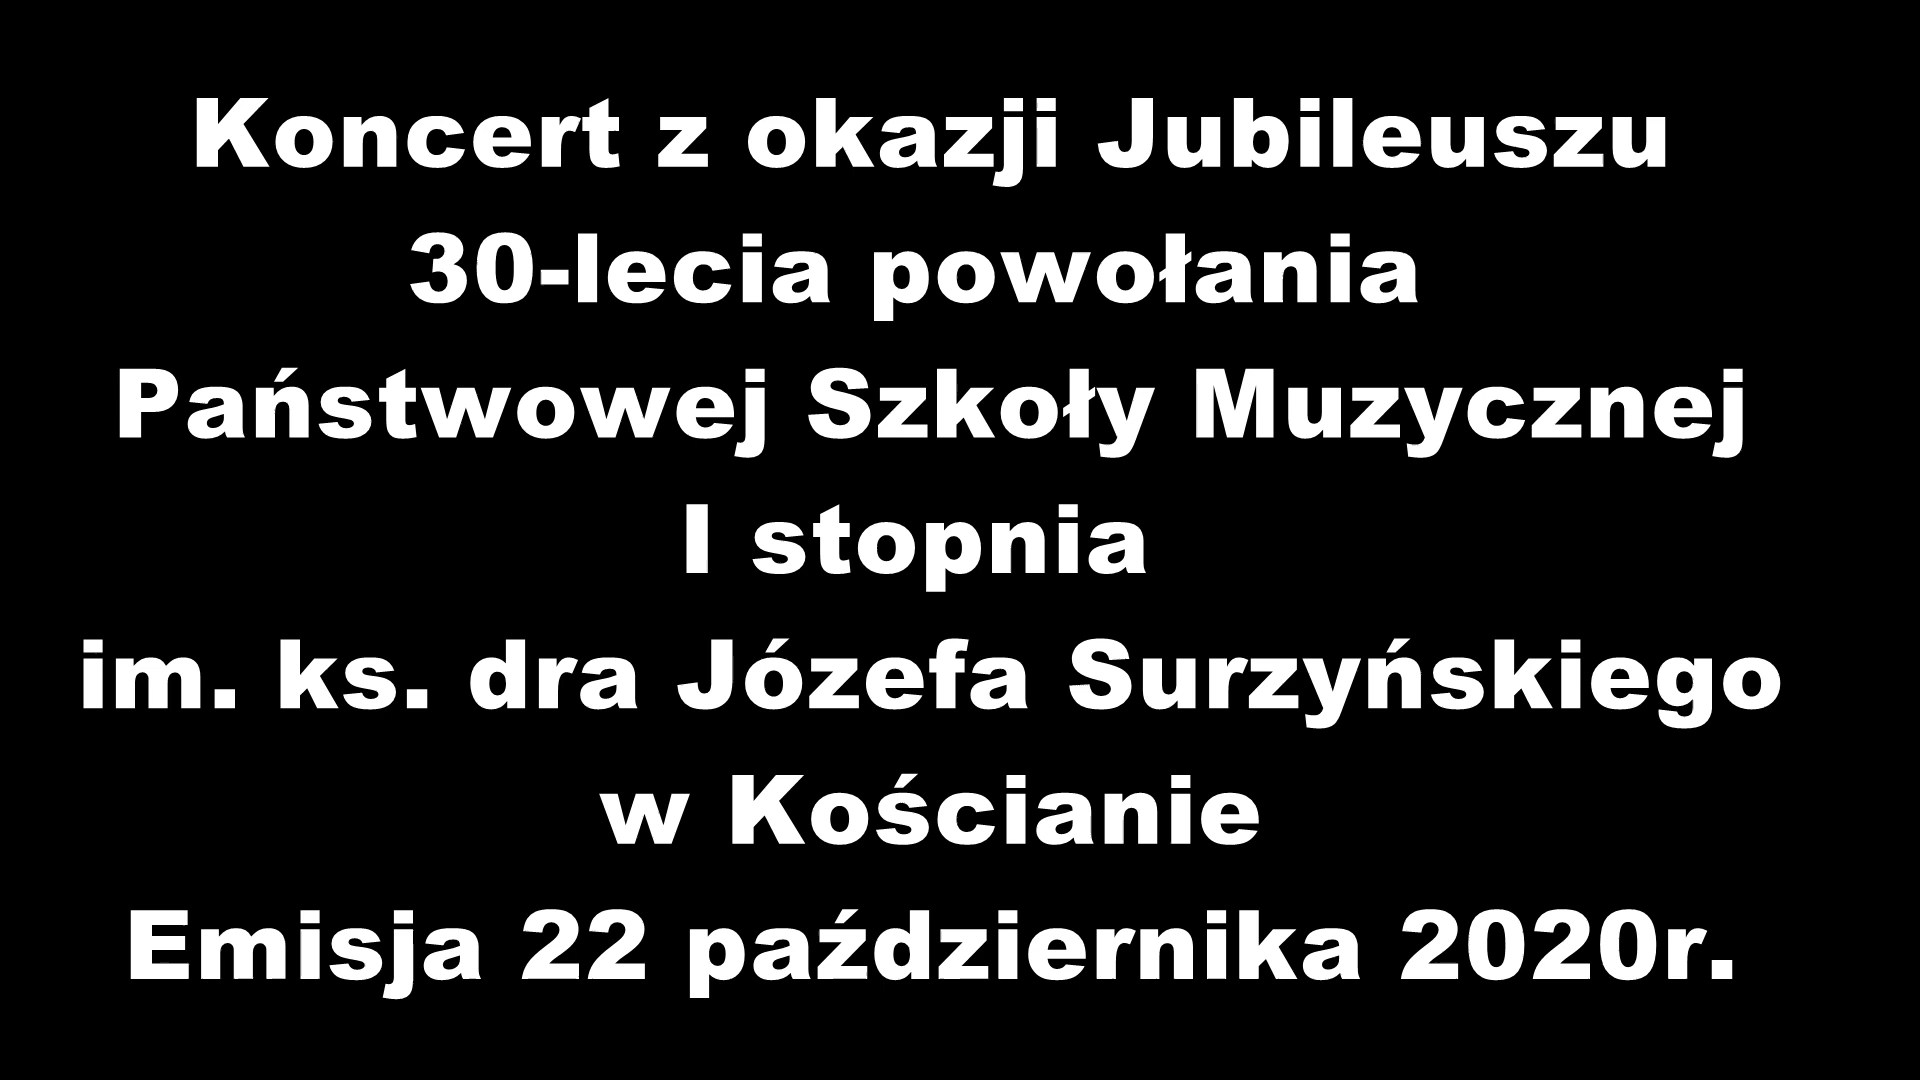 Koncert z okazji Jubileuszu
30-lecia powołania
Państwowej Szkoły Muzycznej
I stopnia
im. ks. dra Józefa Surzyńskiego
w Kościanie
Emisja 22 października 2020r.